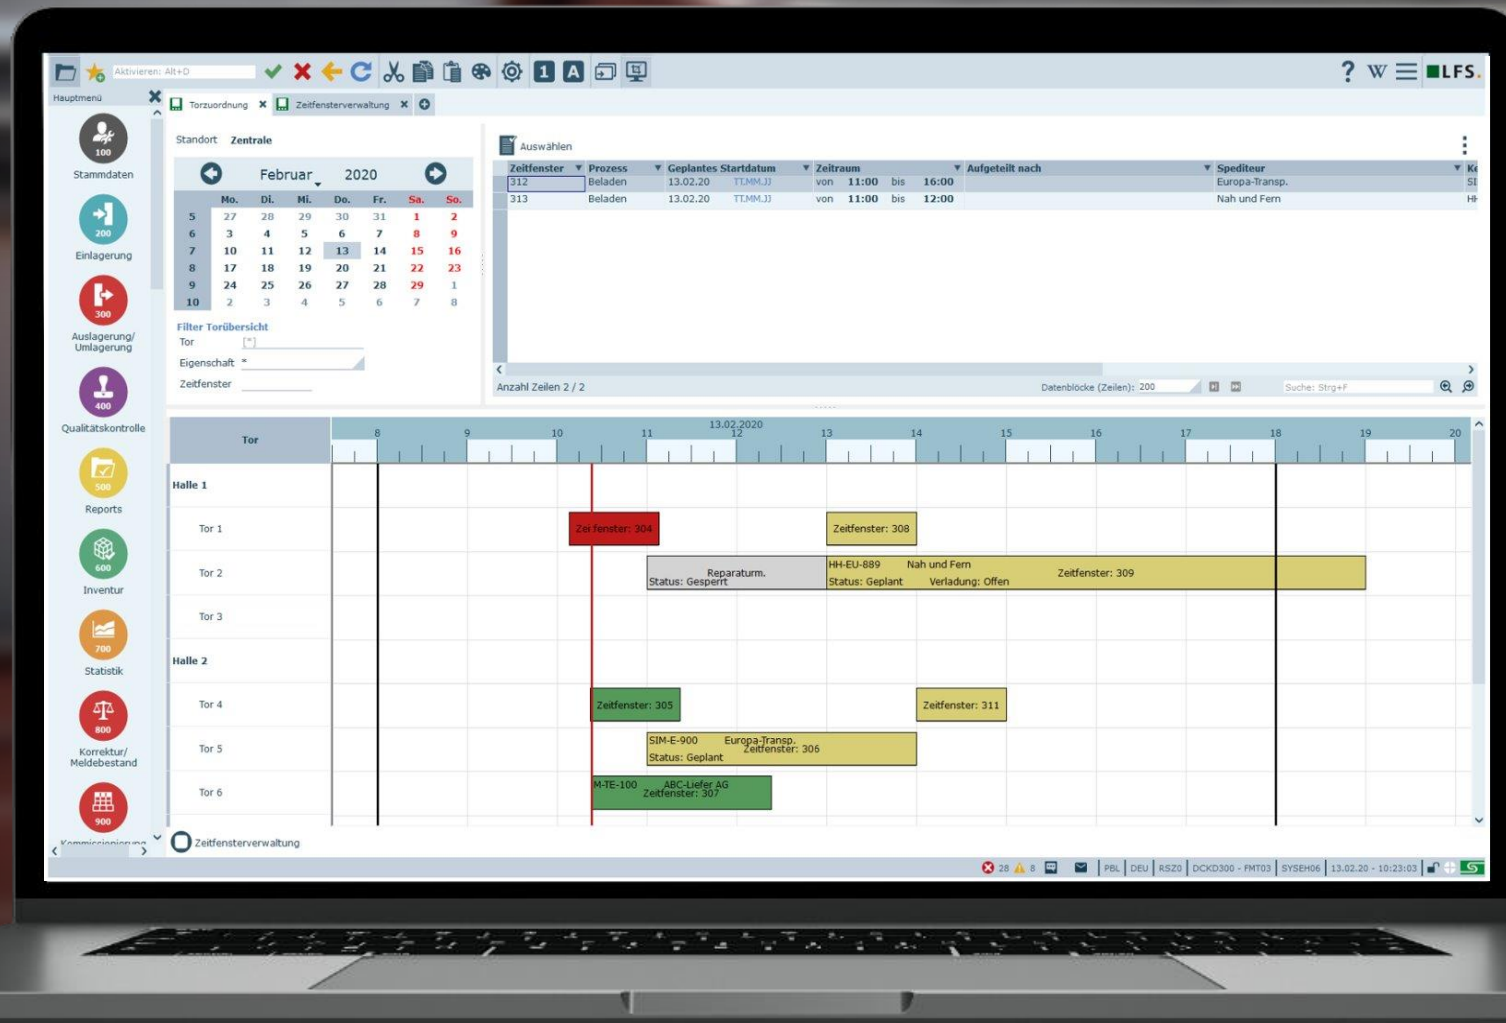 Aktivieren: Alt+D
1 A ? W LFS.
Hauptmenü
Torzuordnung
Zeitfensterverwaltung
100
Stammdaten
200
Einlagerung
300
Auslagerung/
Umlagerung
400
Qualitätskontrolle
500
Reports
600
Inventur
700
Statistik
800
Korrektur/
Meldebestand
900
Kommissionierung
Standort Zentrale
Februar 2020
Mo. Di. Mi. Do. Fr. Sa. So.
5 27 28 29 30 31 1 2
6 3 4 5 6 7 8 9
7 10 11 12 13 14 15 16
8 17 18 19 20 21 22 23
9 24 25 26 27 28 29 1
10 2 3 4 5 6 7 8
Filter Torübersicht
Tor [*]
Eigenschaft *
Zeitfenster
Auswählen
Zeitfenster Prozess Geplantes Startdatum Zeitraum Aufgeteilt nach Spediteur Ke
312 Beladen 13.02.20 TT.MM.JJ von 11:00 bis 16:00 Europa-Transp. SI
313 Beladen 13.02.20 TT.MM.JJ von 11:00 bis 12:00 Nah und Fern HH
Anzahl Zeilen 2 / 2
Datenblöcke (Zeilen): 200
Suche: Strg+F
Tor
13.02.2020
8 9 10 11 12 13 14 15 16 17 18 19 20
Halle 1
Tor 1
Zeitfenster: 304
Zeitfenster: 308
Tor 2
Reparaturm.
Status: Gesperrt
HH-EU-889 Nah und Fern
Zeitfenster: 309
Status: Geplant Verladung: Offen
Tor 3
Halle 2
Tor 4
Zeitfenster: 305
Zeitfenster: 311
Tor 5
SIM-E-900 Europa-Transp.
Zeitfenster: 306
Status: Geplant
Tor 6
M-TE-100 ABC-Liefer AG
Zeitfenster: 307
Zeitfensterverwaltung
28 8 PBL DEU RSZ0 DCKD300 - FMT03 SYSEH06 13.02.20 - 10:23:03